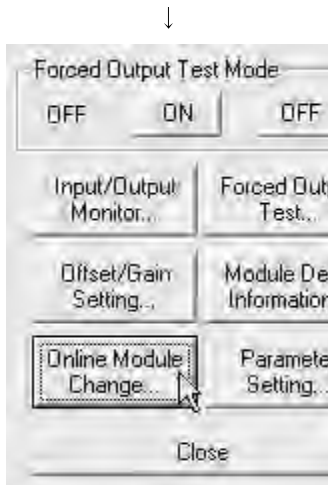 Forced Output Test Mode
OFF ON OFF
Input/Output Monitor...
Forced Out
Test...
Offset/Gain
Setting...
Module De
Information
Online Module
Change...
Paramete
Setting...
Close